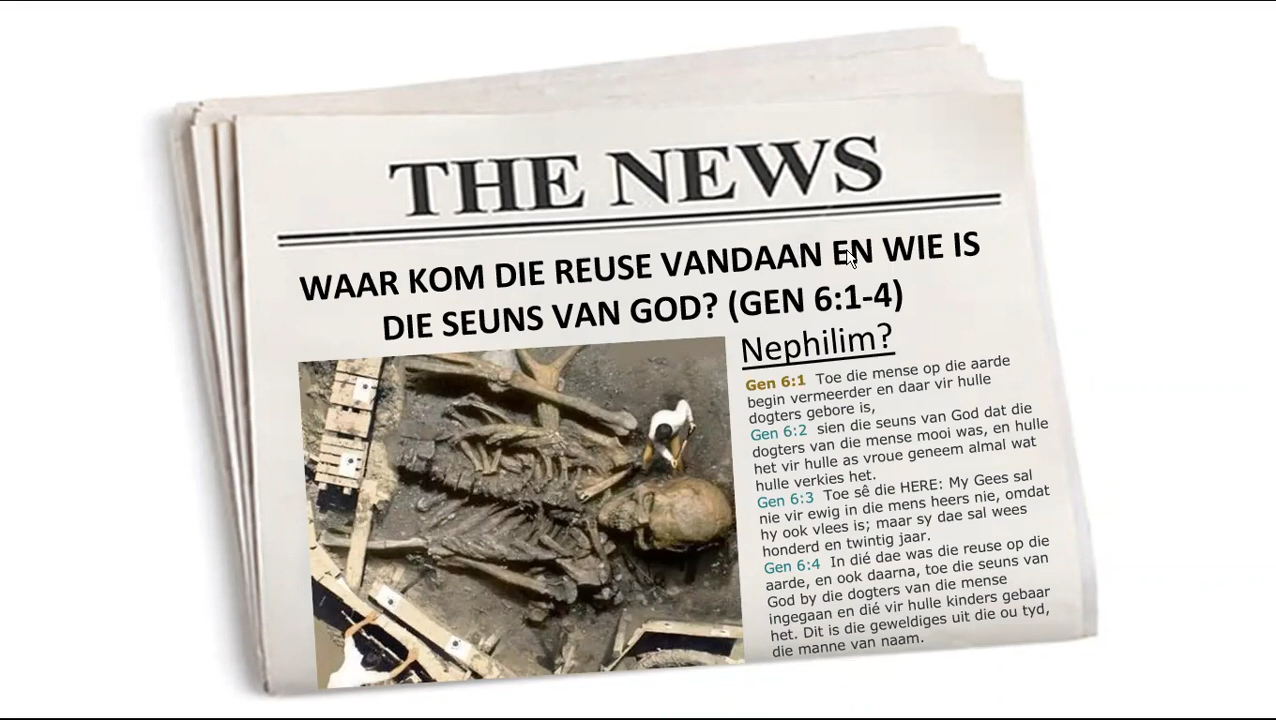 THE NEWS
WAAR KOM DIE REUSE VANDAAN EN WIE IS
DIE SEUNS VAN GOD? (GEN 6:1-4)
Nephilim?
Gen 6:1 Toe die mense op die aarde
begin vermeerder en daar vir hulle
dogters gebore is,
Gen 6:2 sien die seuns van God dat die
dogters van die mense mooi was, en hulle
het vir hulle as vroue geneem almal wat
hulle verkies het.
Gen 6:3 Toe sê die HERE: My Gees sal
nie vir ewig in die mens heers nie, omdat
hy ook vlees is; maar sy dae sal wees
honderd en twintig jaar.
Gen 6:4 In dié dae was die reuse op die
aarde, en ook daarna, toe die seuns van
God by die dogters van die mense
ingegaan en dié vir hulle kinders gebaar
het. Dit is die geweldiges uit die ou tyd,
die manne van naam.